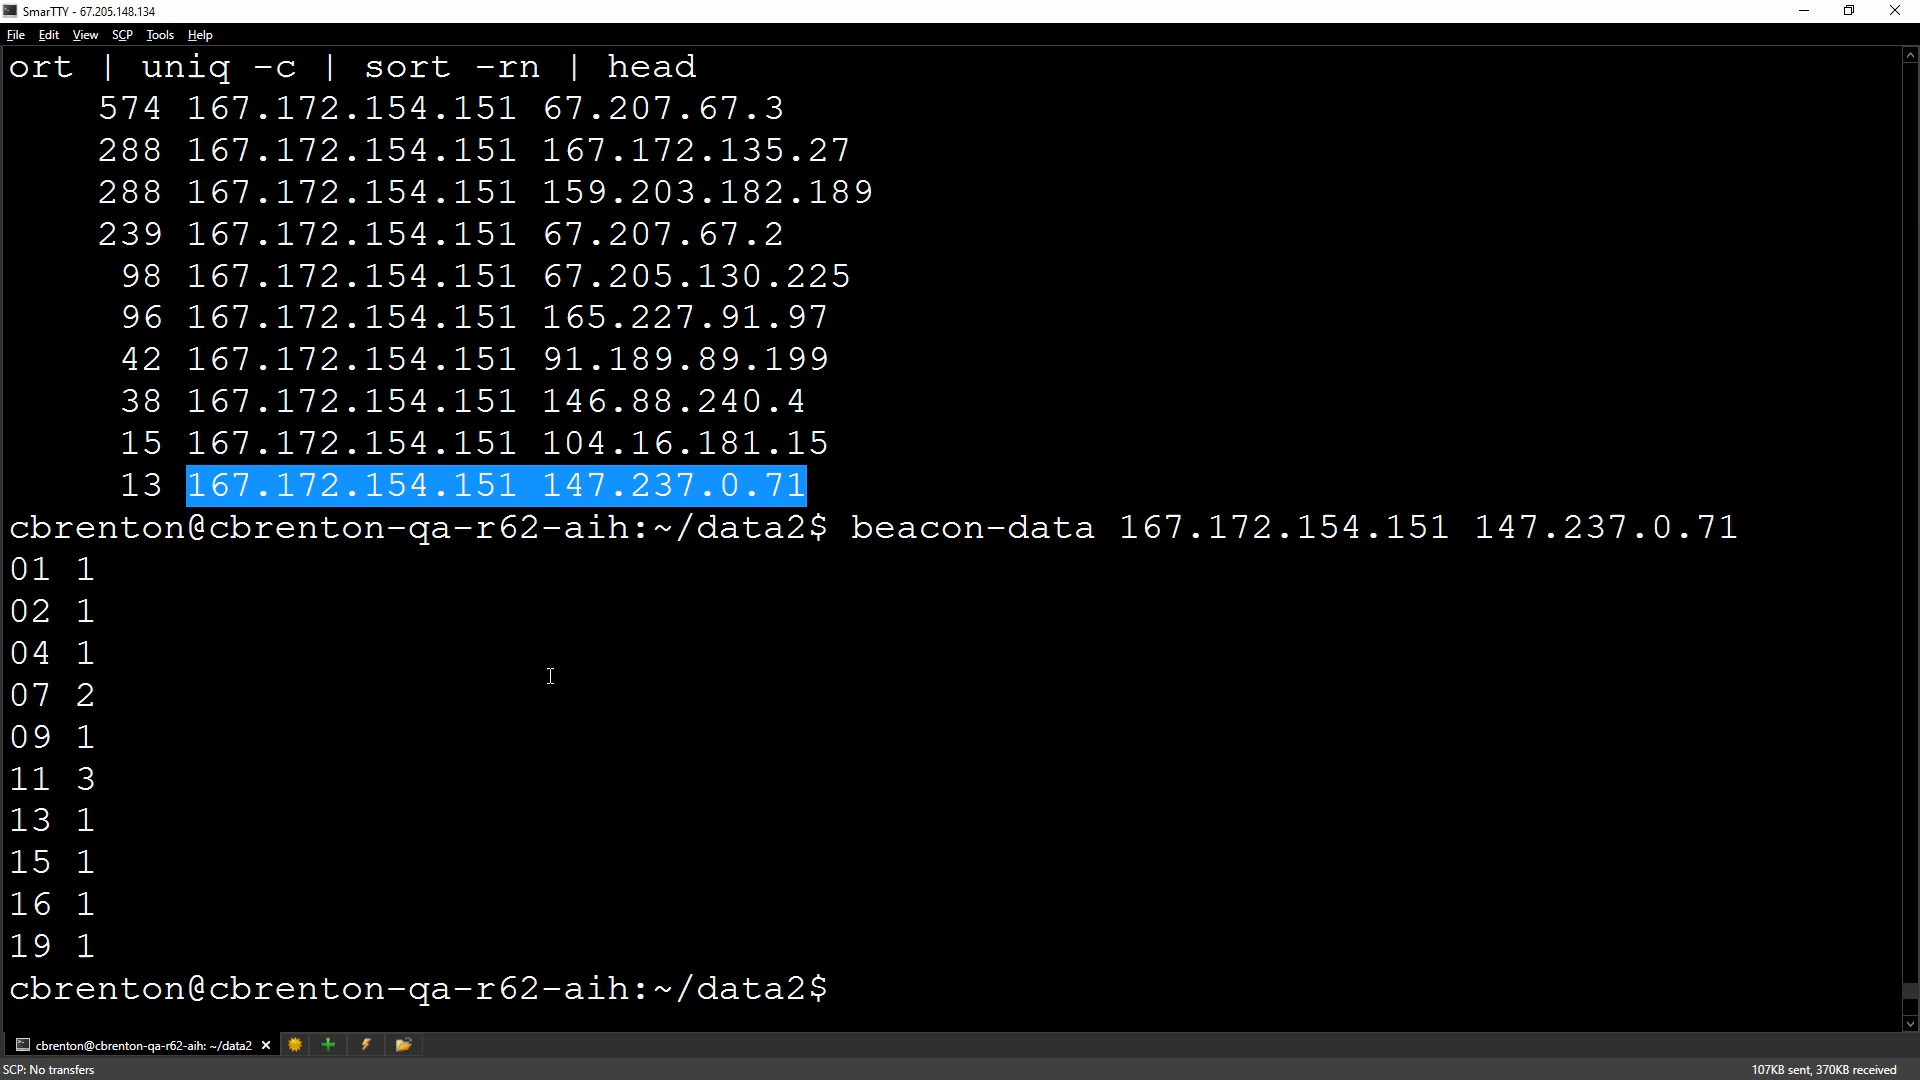 SmarTTY - 67.205.148.134
File Edit View SCP Tools Help
ort | uniq -c | sort -rn | head
574 167.172.154.151 67.207.67.3
288 167.172.154.151 167.172.135.27
288 167.172.154.151 159.203.182.189
239 167.172.154.151 67.207.67.2
98 167.172.154.151 67.205.130.225
96 167.172.154.151 165.227.91.97
42 167.172.154.151 91.189.89.199
38 167.172.154.151 146.88.240.4
15 167.172.154.151 104.16.181.15
13 167.172.154.151 147.237.0.71
cbrenton@cbrenton-qa-r62-aih:~/data2$ beacon-data 167.172.154.151 147.237.0.71
01 1
02 1
04 1
07 2
09 1
11 3
13 1
15 1
16 1
19 1
cbrenton@cbrenton-qa-r62-aih:~/data2$
cbrenton@cbrenton-qa-r62-aih: ~/data2
SCP: No transfers 107KB sent, 370KB received